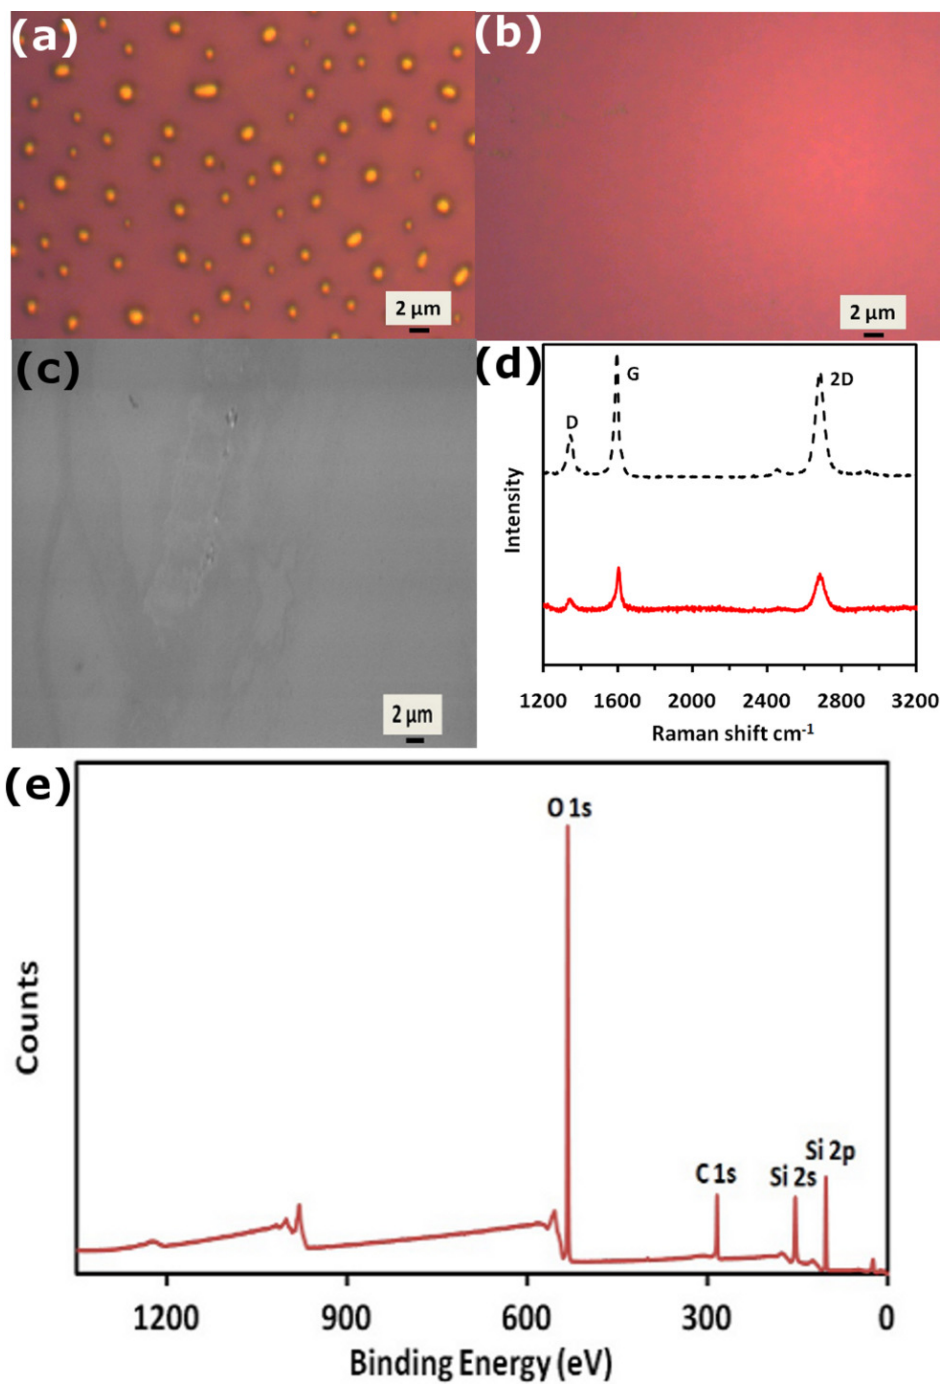 (a)
2 µm
(b)
2 µm
(c)
2 µm
(d)
G
D
2D
Intensity
1200 1600 2000 2400 2800 3200
Raman shift cm⁻¹
(e)
O 1s
C 1s
Si 2s
Si 2p
Counts
1200 900 600 300 0
Binding Energy (eV)